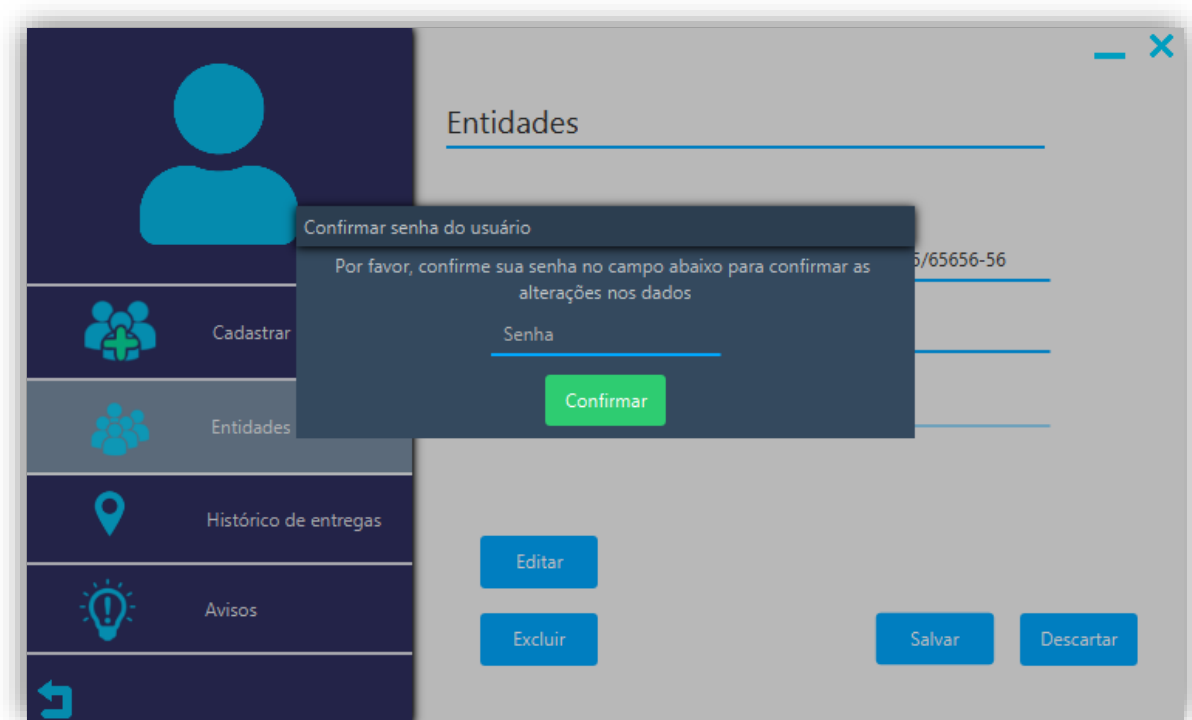 Entidades
Confirmar senha do usuário
Por favor, confirme sua senha no campo abaixo para confirmar as
alterações nos dados
Senha
Confirmar
/65656-56
Cadastrar
Entidades
Histórico de entregas
Avisos
Editar
Excluir
Salvar
Descartar